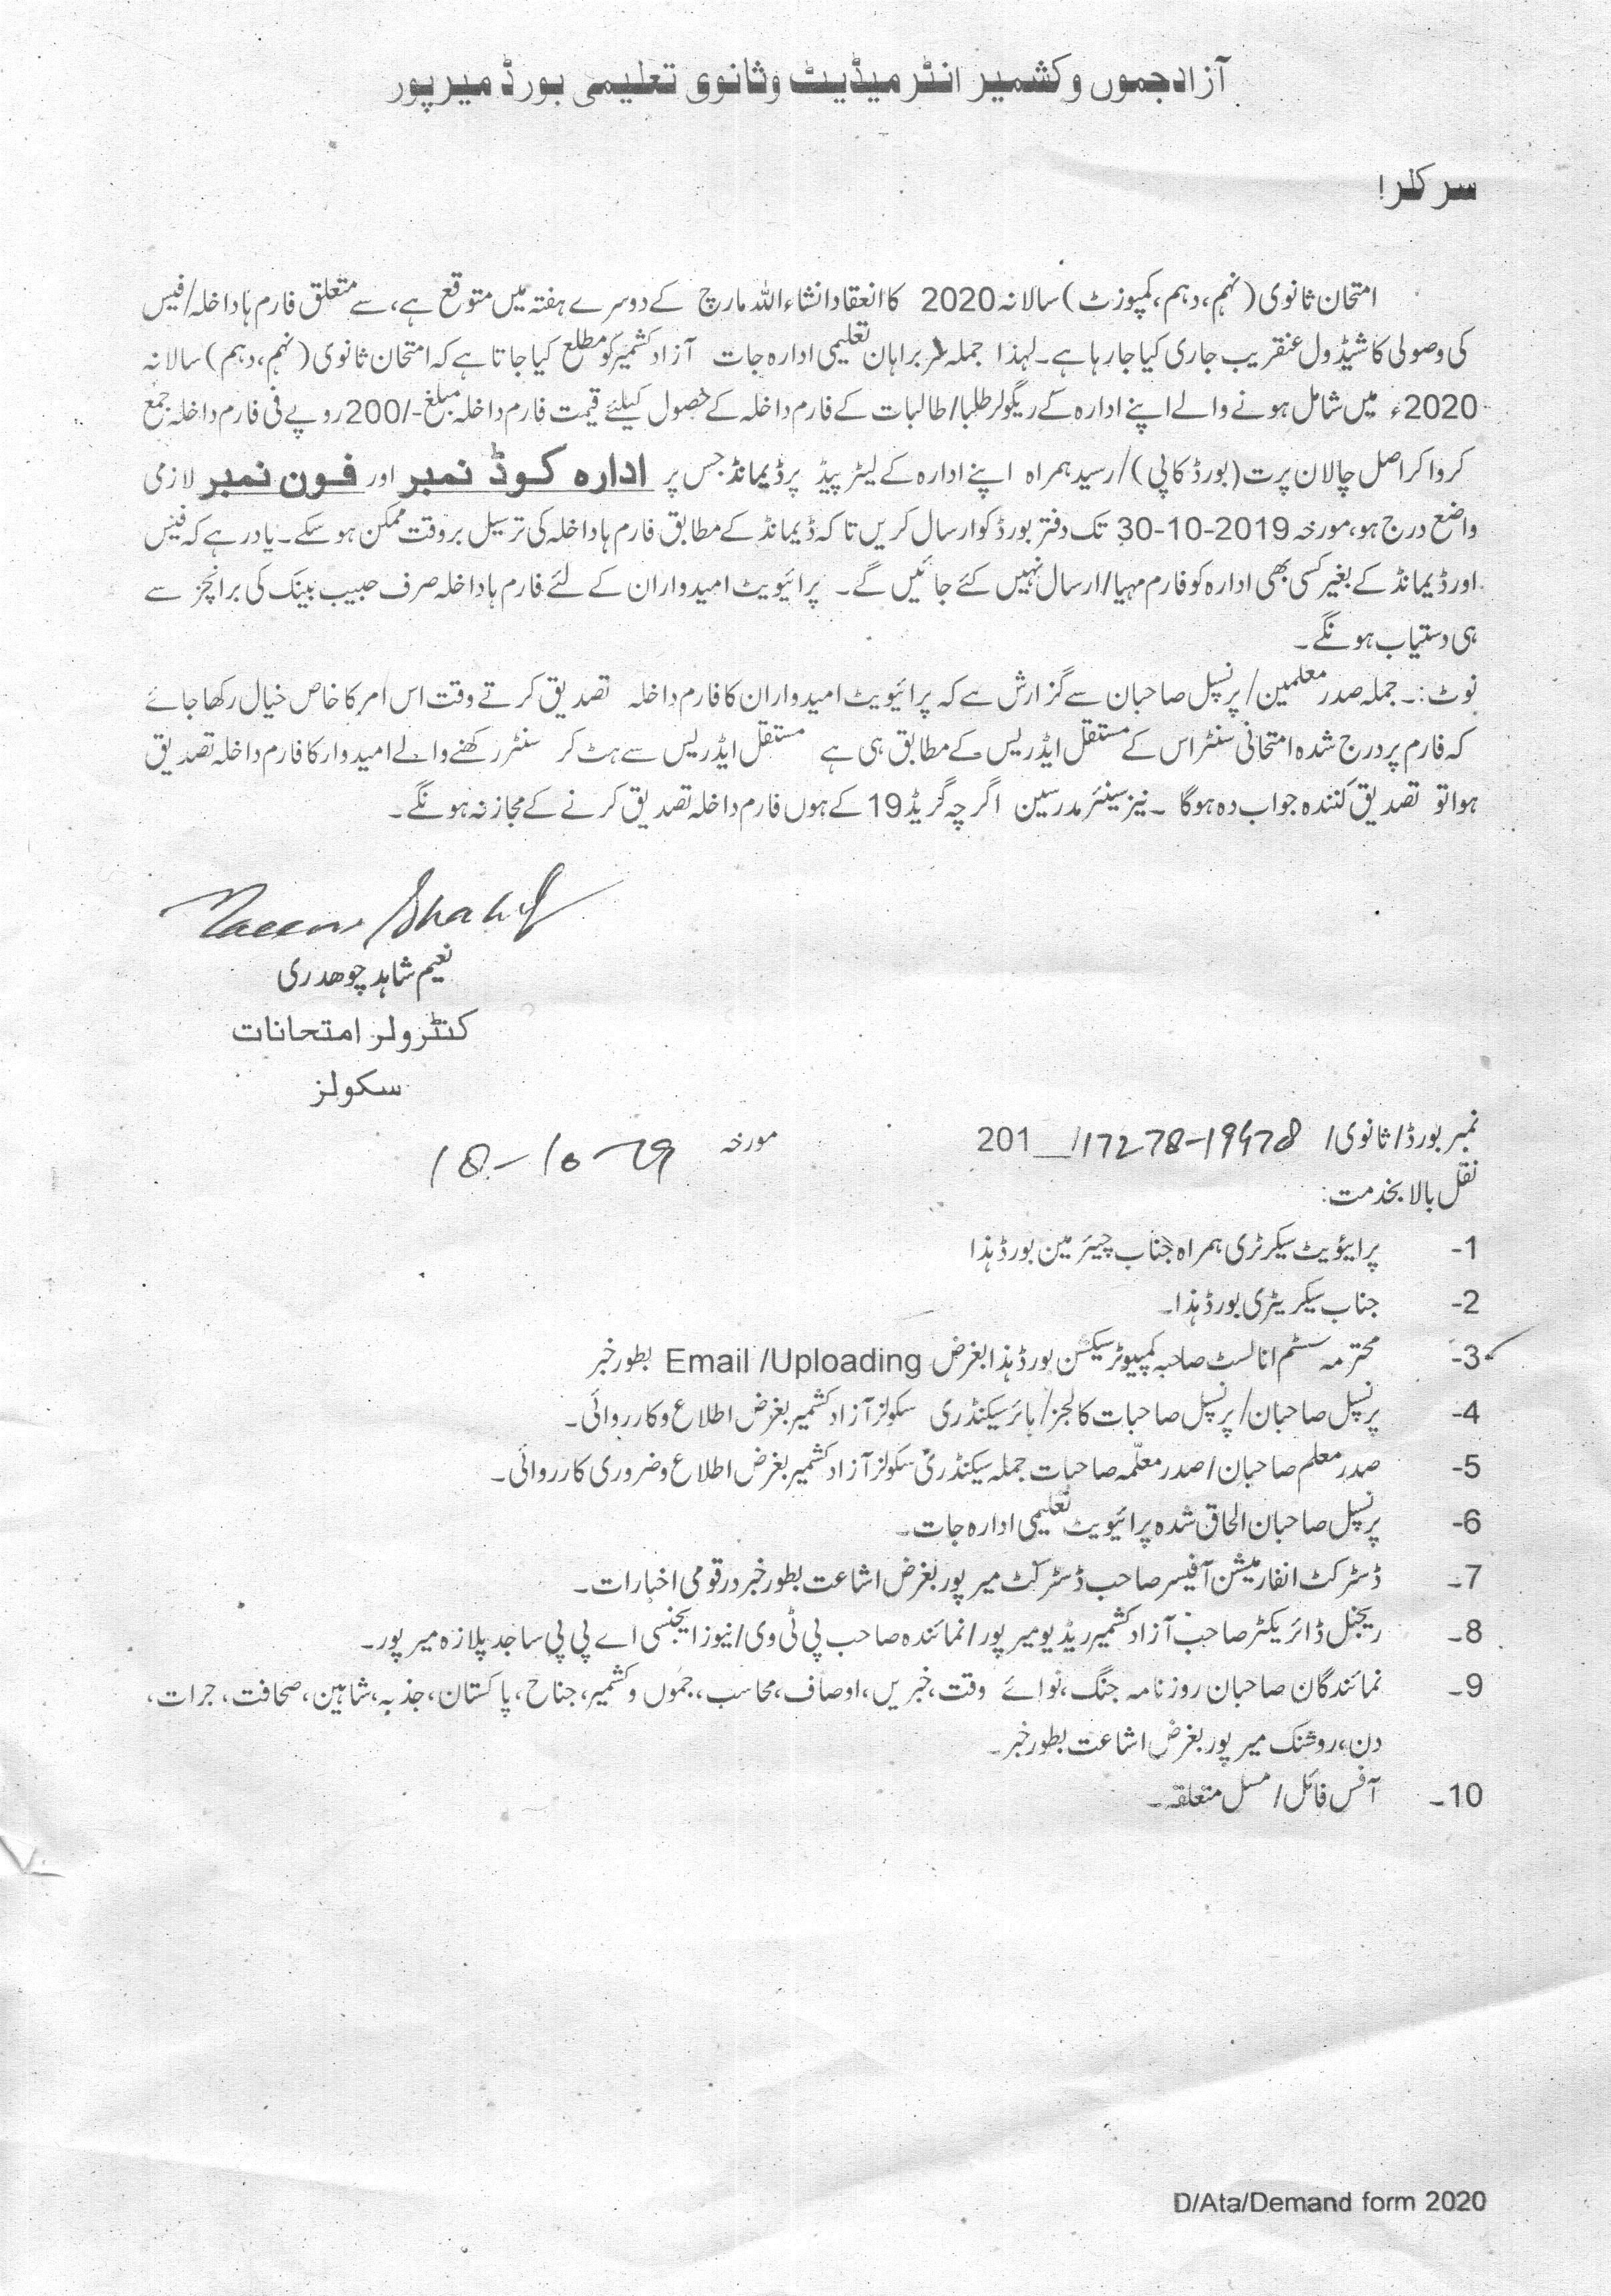 آزاد جموں و کشمیر انٹرمیڈیٹ و ثانوی تعلیمی بورڈ میرپور
سرکلر!
امتحان ثانوی (نہم، دہم، کمپوزٹ) سالانہ 2020 کا انعقاد انشاء اللہ مارچ کے دوسرے ہفتہ میں متوقع ہے، سے متعلق فارم ہا داخلہ/فیس
کی وصولی کا شیڈول عنقریب جاری کیا جا رہا ہے۔ لہذا جملہ سربراہان تعلیمی ادارہ جات آزاد کشمیر کو مطلع کیا جاتا ہے کہ امتحان ثانوی (نہم، دہم) سالانہ
2020ء میں شامل ہونے والے اپنے ادارہ کے ریگولر طلبا/طالبات کے فارم داخلہ کے حصول کیلئے قیمت فارم داخلہ مبلغ -/200 روپے فی فارم داخلہ جمع
کروا کر اصل چالان پرت (بورڈ کاپی)/رسید ہمراہ اپنے ادارہ کے لیٹر پیڈ پر ڈیمانڈ جس پر ادارہ کوڈ نمبر اور فون نمبر لازمی
واضع درج ہو، مورخہ 30-10-2019 تک دفتر بورڈ کو ارسال کریں تاکہ ڈیمانڈ کے مطابق فارم ہا داخلہ کی ترسیل بروقت ممکن ہو سکے۔ یاد رہے کہ فیس
اور ڈیمانڈ کے بغیر کسی بھی ادارہ کو فارم مہیا/ارسال نہیں کئے جائیں گے۔ پرائیویٹ امیدواران کے لئے فارم ہا داخلہ صرف حبیب بینک کی برانچز سے
ہی دستیاب ہونگے۔
نوٹ:۔ جملہ صدر معلمین/پرنسپل صاحبان سے گزارش ہے کہ پرائیویٹ امیدواران کا فارم داخلہ تصدیق کرتے وقت اس امر کا خاص خیال رکھا جائے
کہ فارم پر درج شدہ امتحانی سنٹر اس کے مستقل ایڈریس کے مطابق ہی ہے مستقل ایڈریس سے ہٹ کر سنٹر رکھنے والے امیدوار کا فارم داخلہ تصدیق
ہوا تو تصدیق کنندہ جواب دہ ہوگا۔ نیز سینئر مدرسین اگرچہ گریڈ 19 کے ہوں فارم داخلہ تصدیق کرنے کے مجاز نہ ہونگے۔
Naeem Shahid
نعیم شاہد چوھدری
کنٹرولر امتحانات
سکولز
نمبر بورڈ/ثانوی/ 17278-19478/__201 مورخہ 18-10-19
نقل بالا بخدمت:
1- پرائیویٹ سیکرٹری ہمراہ جناب چیئرمین بورڈ ہذا
2- جناب سیکریٹری بورڈ ہذا۔
3- محترمہ سسٹم انالسٹ صاحبہ کمپیوٹر سیکشن بورڈ ہذا بغرض Email /Uploading بطور خبر
4- پرنسپل صاحبان/پرنسپل صاحبات کالجز/ہائر سیکنڈری سکولز آزاد کشمیر بغرض اطلاع و کارروائی۔
5- صدر معلم صاحبان/صدر معلّمہ صاحبات جملہ سیکنڈری سکولز آزاد کشمیر بغرض اطلاع و ضروری کارروائی۔
6- پرنسپل صاحبان الحاق شدہ پرائیویٹ تعلیمی ادارہ جات۔
7۔ ڈسٹرکٹ انفارمیشن آفیسر صاحب ڈسٹرکٹ میرپور بغرض اشاعت بطور خبر در قومی اخبارات۔
8۔ ریجنل ڈائریکٹر صاحب آزاد کشمیر ریڈیو میرپور/نمائندہ صاحب پی ٹی وی/نیوز ایجنسی اے پی پی ساجد پلازہ میرپور۔
9۔ نمائندگان صاحبان روزنامہ جنگ، نوائے وقت، خبریں، اوصاف، محاسب، جموں و کشمیر، جناح، پاکستان، جذبہ، شاہین، صحافت، جرات،
دن، روشنک میرپور بغرض اشاعت بطور خبر۔
10۔ آفس فائل/مسل متعلقہ۔
D/Ata/Demand form 2020